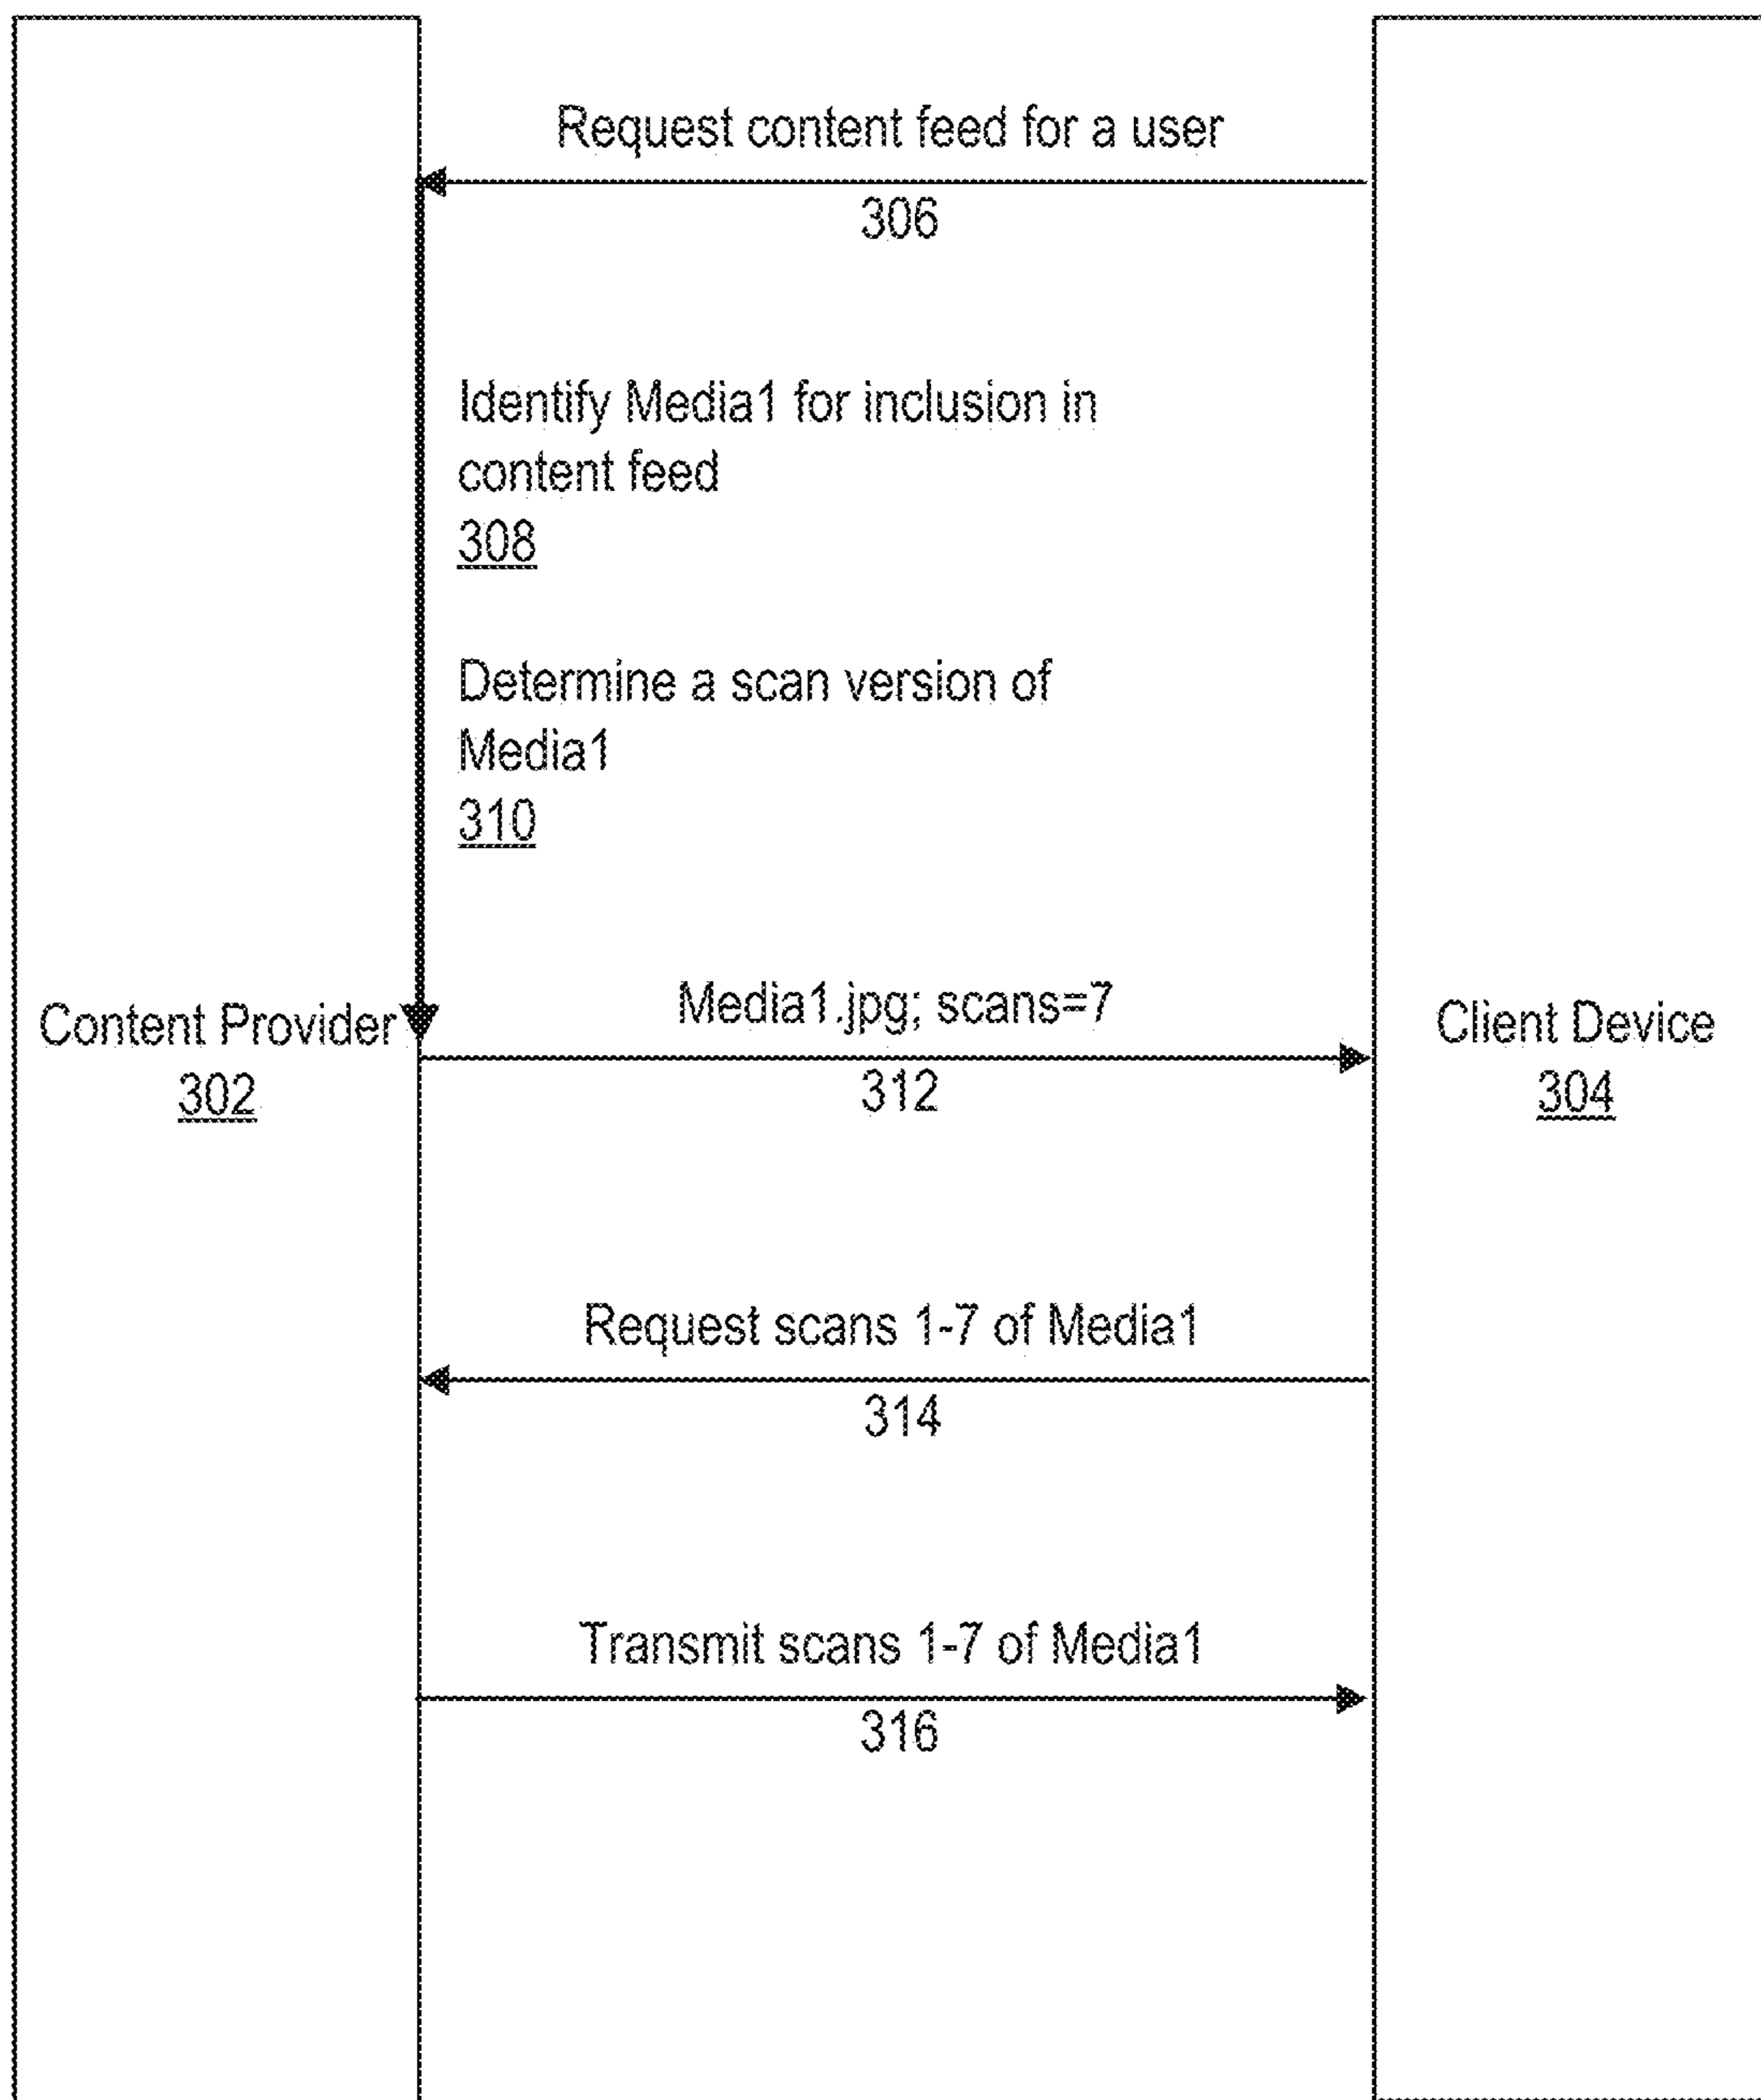 Request content feed for a user
306
Identify Media1 for inclusion in
content feed
308
Determine a scan version of
Media1
310
Content Provider
302
Media1.jpg; scans=7
312
Client Device
304
Request scans 1-7 of Media1
314
Transmit scans 1-7 of Media1
316